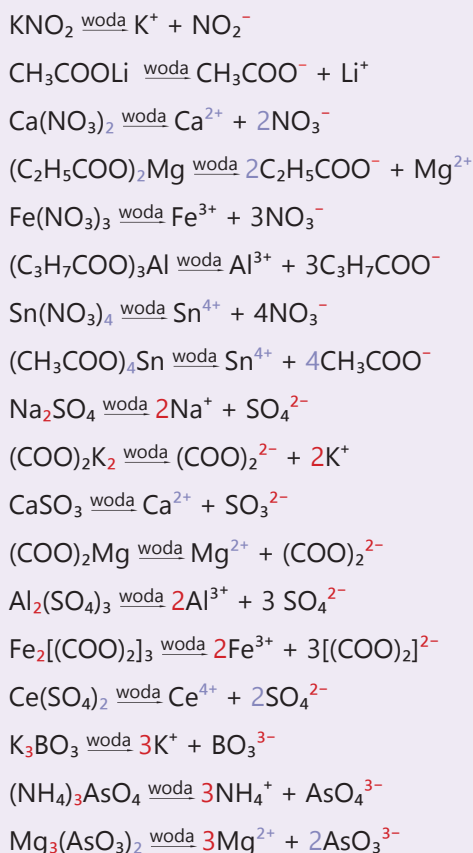 KNO₂ woda→ K⁺ + NO₂⁻
CH₃COOLi woda→ CH₃COO⁻ + Li⁺
Ca(NO₃)₂ woda→ Ca²⁺ + 2NO₃⁻
(C₂H₅COO)₂Mg woda→ 2C₂H₅COO⁻ + Mg²⁺
Fe(NO₃)₃ woda→ Fe³⁺ + 3NO₃⁻
(C₃H₇COO)₃Al woda→ Al³⁺ + 3C₃H₇COO⁻
Sn(NO₃)₄ woda→ Sn⁴⁺ + 4NO₃⁻
(CH₃COO)₄Sn woda→ Sn⁴⁺ + 4CH₃COO⁻
Na₂SO₄ woda→ 2Na⁺ + SO₄²⁻
(COO)₂K₂ woda→ (COO)₂²⁻ + 2K⁺
CaSO₃ woda→ Ca²⁺ + SO₃²⁻
(COO)₂Mg woda→ Mg²⁺ + (COO)₂²⁻
Al₂(SO₄)₃ woda→ 2Al³⁺ + 3 SO₄²⁻
Fe₂[(COO)₂]₃ woda→ 2Fe³⁺ + 3[(COO)₂]²⁻
Ce(SO₄)₂ woda→ Ce⁴⁺ + 2SO₄²⁻
K₃BO₃ woda→ 3K⁺ + BO₃³⁻
(NH₄)₃AsO₄ woda→ 3NH₄⁺ + AsO₄³⁻
Mg₃(AsO₃)₂ woda→ 3Mg²⁺ + 2AsO₃³⁻